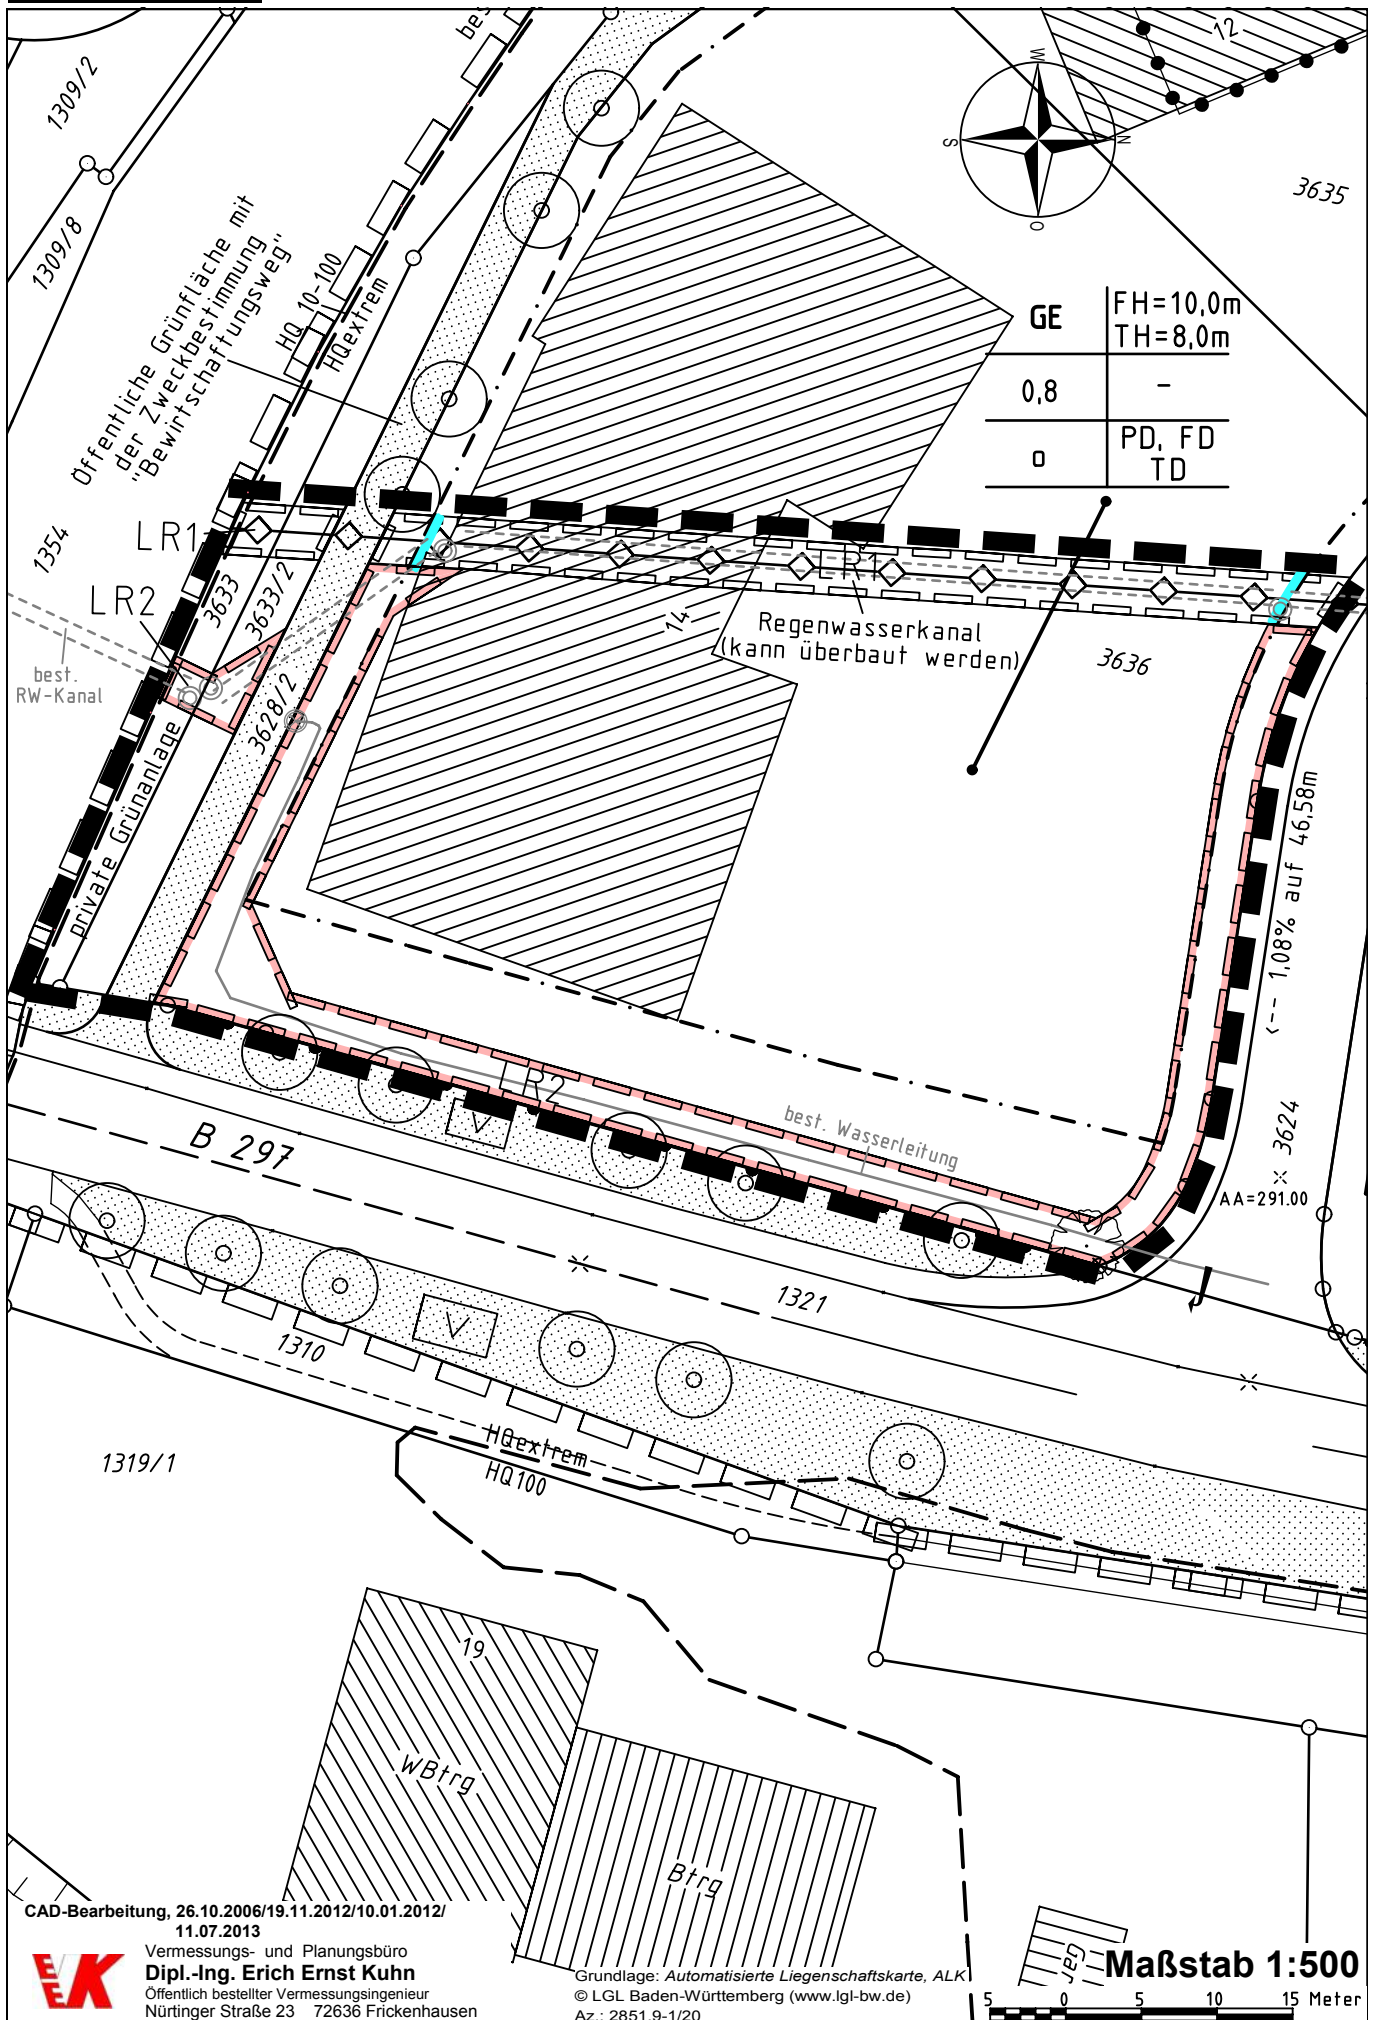 bes
12
1309/2
W
N
S
O
3635
1309/8
Öffentliche Grünfläche mit
der Zweckbestimmung
"Bewirtschaftungsweg"
HQ 10-100
HQextrem
GE
FH=10,0m
TH=8,0m
0,8
-
o
PD, FD
TD
1354
LR1
LR1
LR2
3633
3633/2
14
Regenwasserkanal
(kann überbaut werden)
3636
best.
RW-Kanal
3628/2
private Grünanlage
<-- 1,08% auf 46,58m
LR2
best. Wasserleitung
B 297
3624
AA=291.00
1321
1310
HQextrem
HQ100
1319/1
19
WBtrg
Btrg
Gar
CAD-Bearbeitung, 26.10.2006/19.11.2012/10.01.2012/
11.07.2013
Vermessungs- und Planungsbüro
Dipl.-Ing. Erich Ernst Kuhn
Öffentlich bestellter Vermessungsingenieur
Nürtinger Straße 23 72636 Frickenhausen
Grundlage: Automatisierte Liegenschaftskarte, ALK
© LGL Baden-Württemberg (www.lgl-bw.de)
Az.: 2851.9-1/20
Maßstab 1:500
5 0 5 10 15 Meter